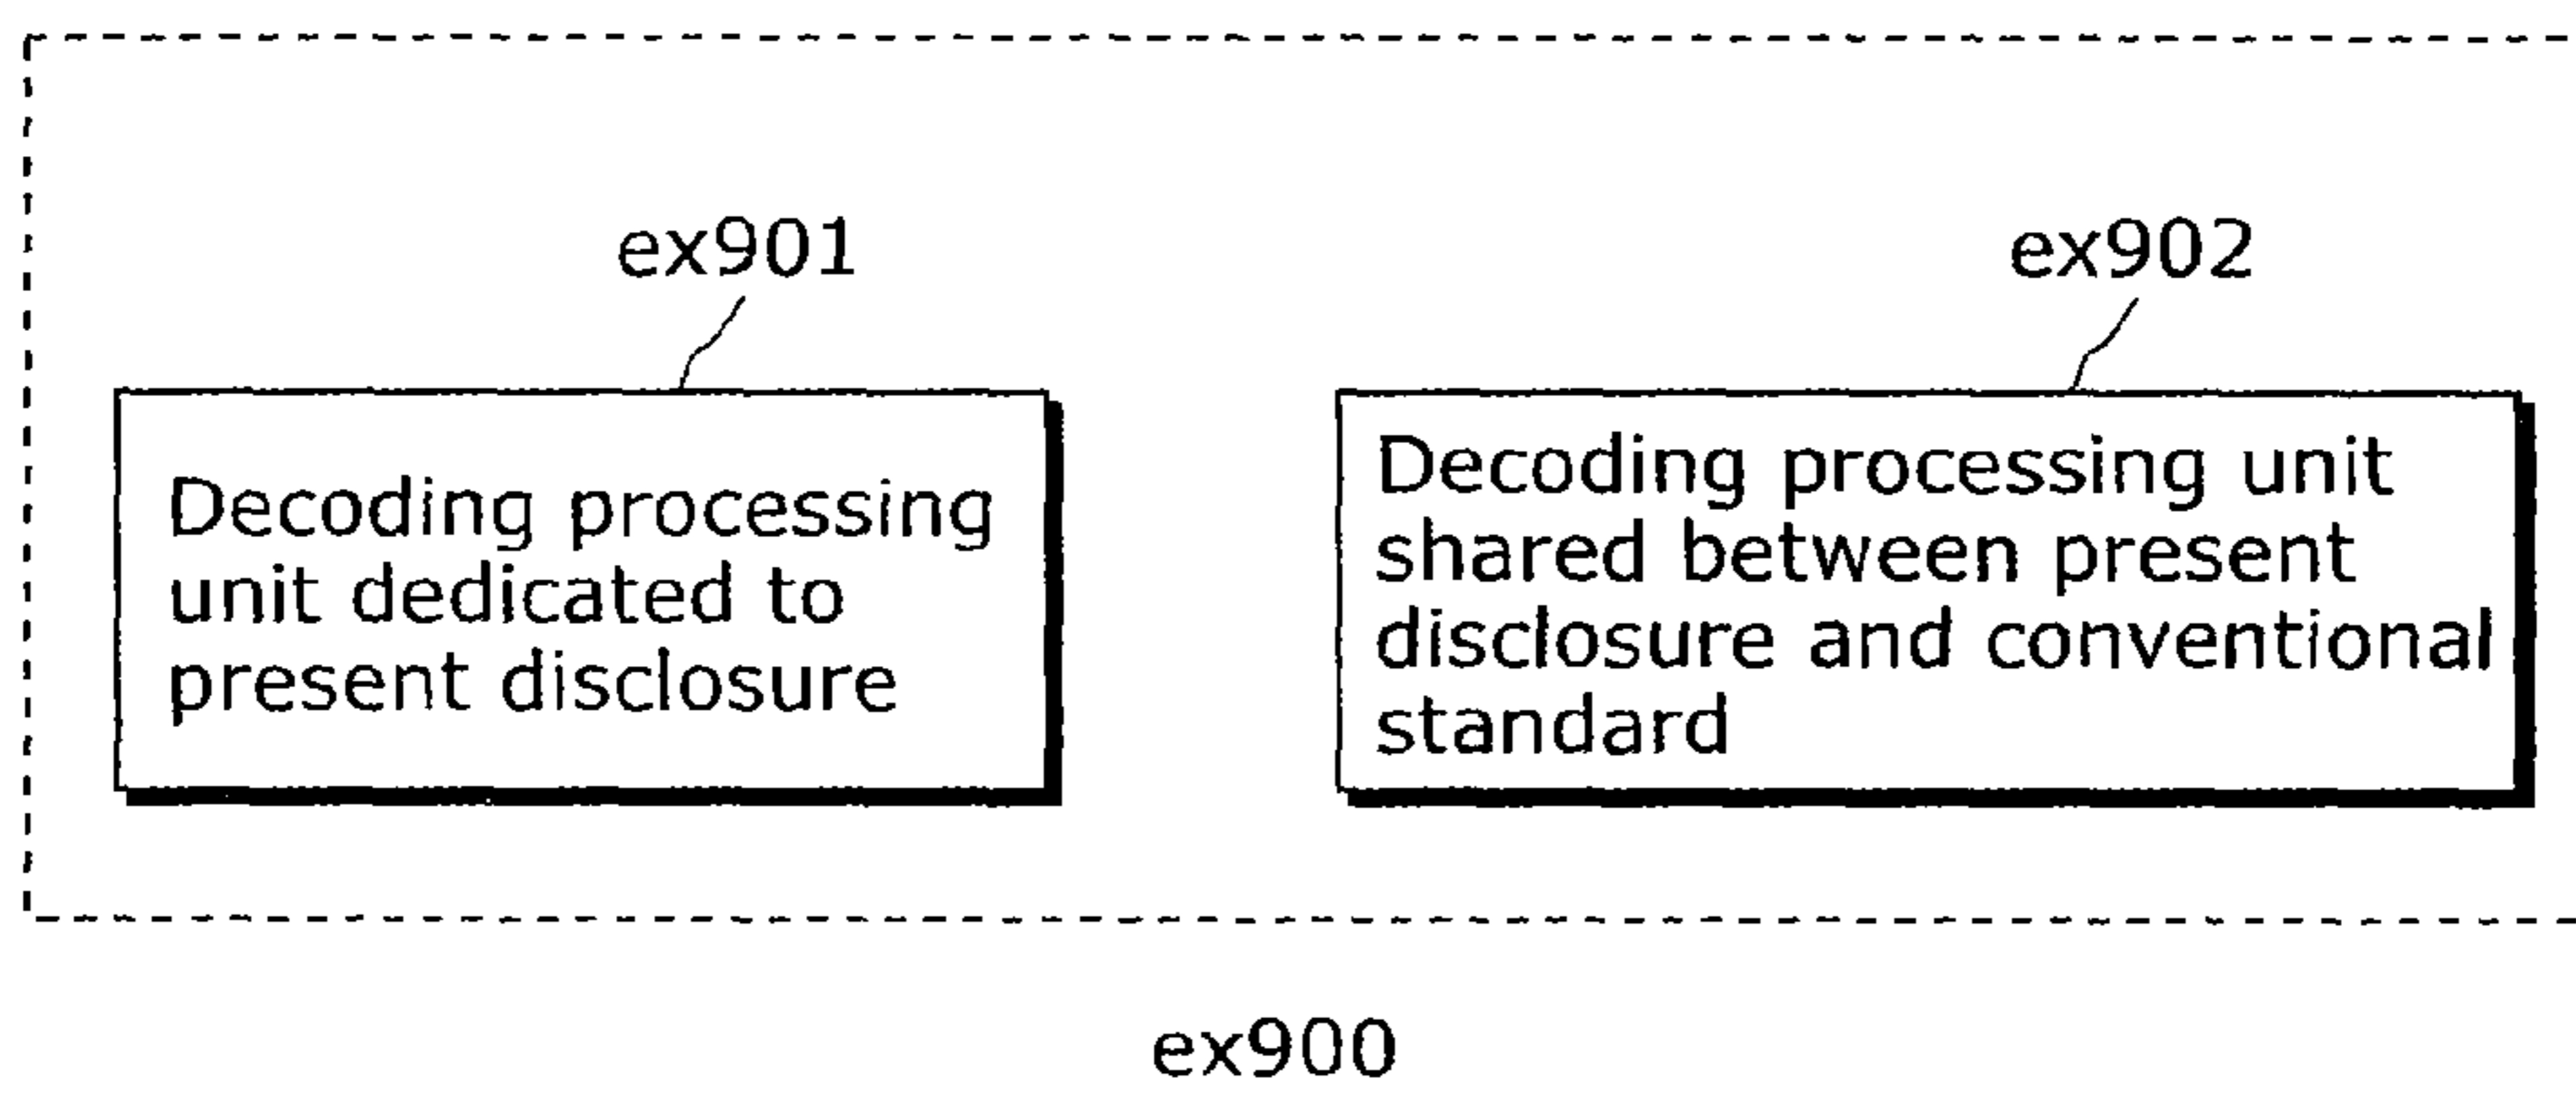 ex901
ex902
Decoding processing
unit dedicated to
present disclosure
Decoding processing unit
shared between present
disclosure and conventional
standard
ex900